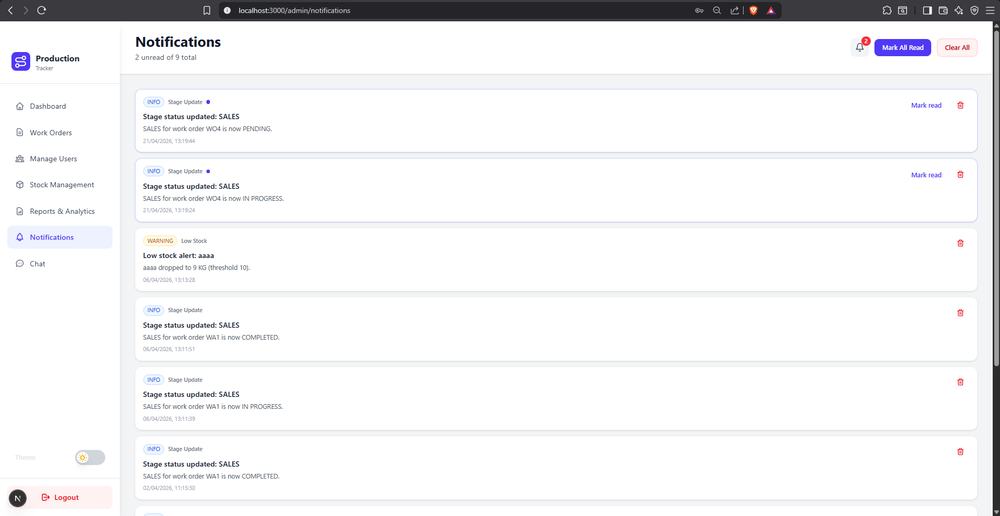 localhost:3000/admin/notifications
Production
Tracker
Dashboard
Work Orders
Manage Users
Stock Management
Reports & Analytics
Notifications
Chat
Theme
N
Logout
Notifications
2 unread of 9 total
2
Mark All Read
Clear All
INFO Stage Update
Mark read
Stage status updated: SALES
SALES for work order WO4 is now PENDING.
21/04/2026, 13:19:44
INFO Stage Update
Mark read
Stage status updated: SALES
SALES for work order WO4 is now IN PROGRESS.
21/04/2026, 13:19:24
WARNING Low Stock
Low stock alert: aaaa
aaaa dropped to 9 KG (threshold 10).
06/04/2026, 13:13:28
INFO Stage Update
Stage status updated: SALES
SALES for work order WA1 is now COMPLETED.
06/04/2026, 13:11:51
INFO Stage Update
Stage status updated: SALES
SALES for work order WA1 is now IN PROGRESS.
06/04/2026, 13:11:39
INFO Stage Update
Stage status updated: SALES
SALES for work order WA1 is now COMPLETED.
02/04/2026, 11:15:30